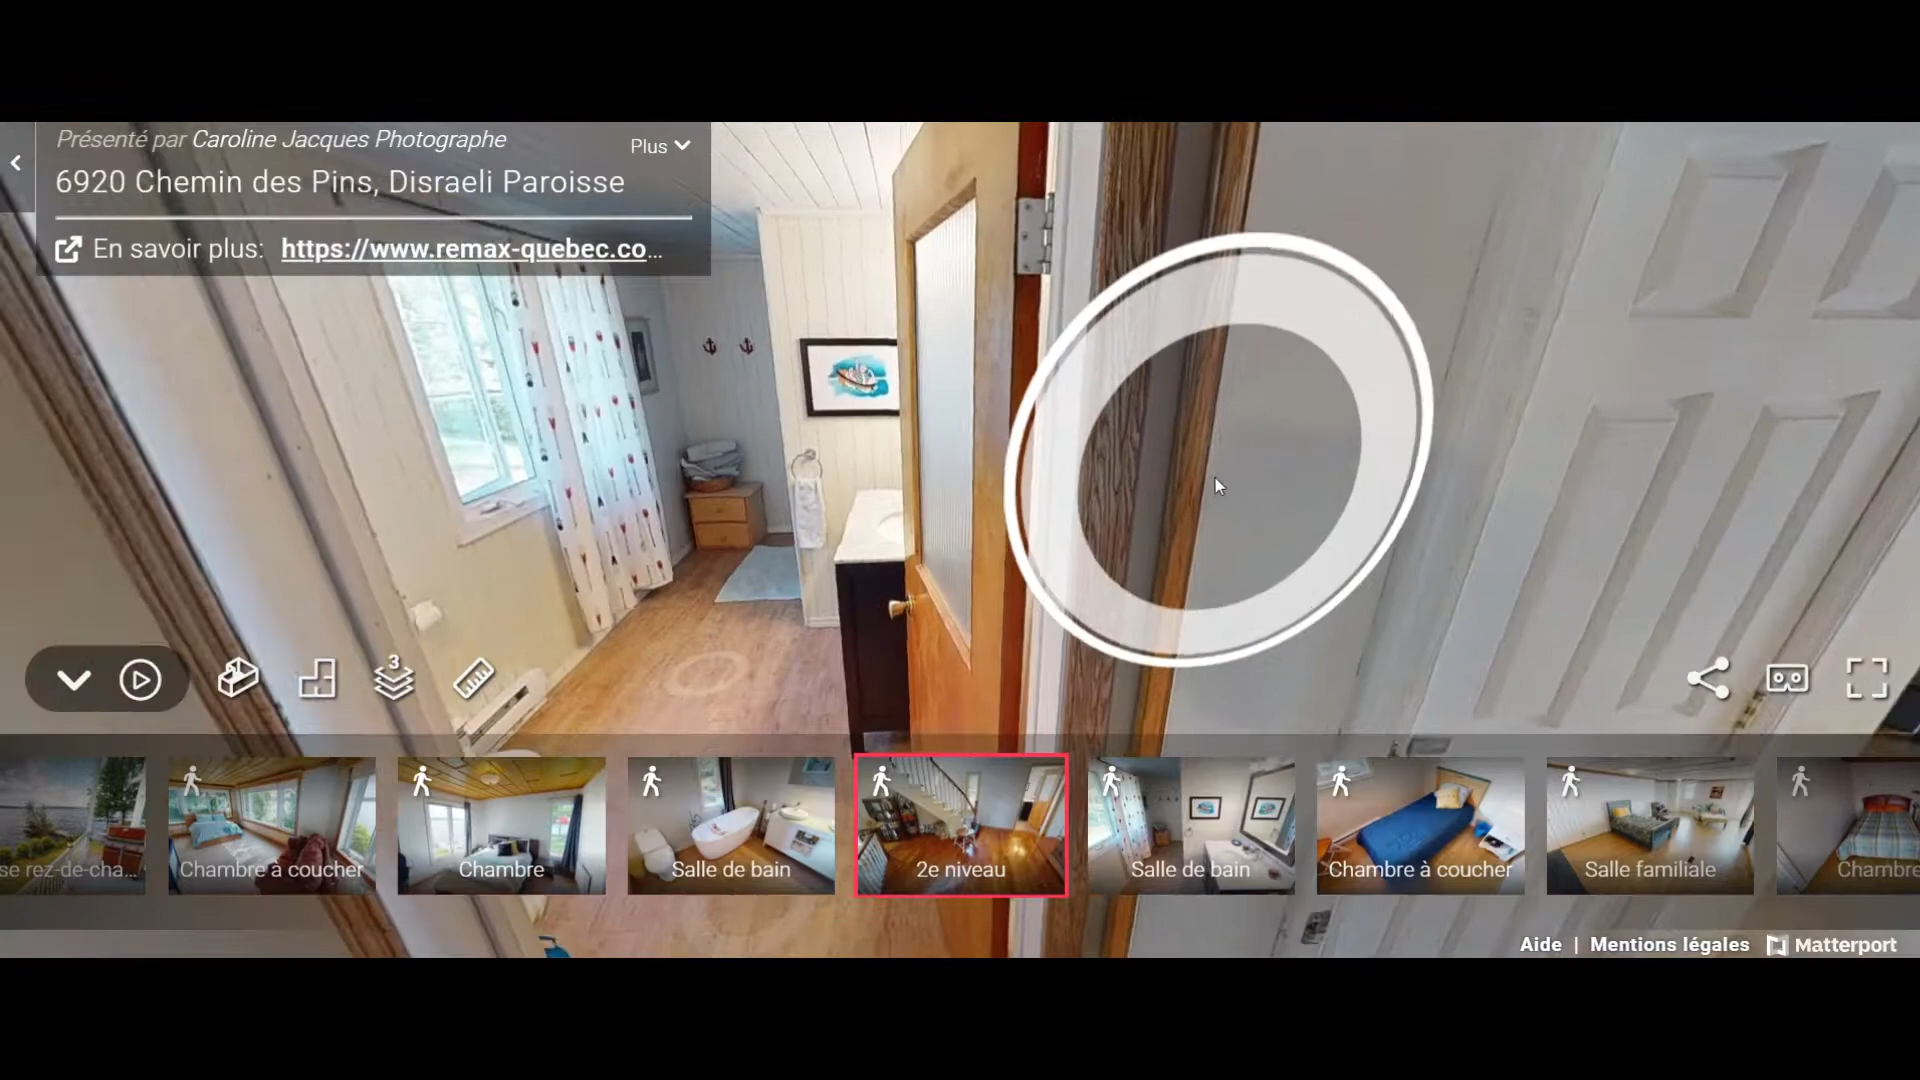 Présenté par Caroline Jacques Photographe
Plus
6920 Chemin des Pins, Disraeli Paroisse
En savoir plus: https://www.remax-quebec.co...
3
se rez-de-cha...
Chambre à coucher
Chambre
Salle de bain
2e niveau
Salle de bain
Chambre à coucher
Salle familiale
Chambre
Aide | Mentions légales Matterport